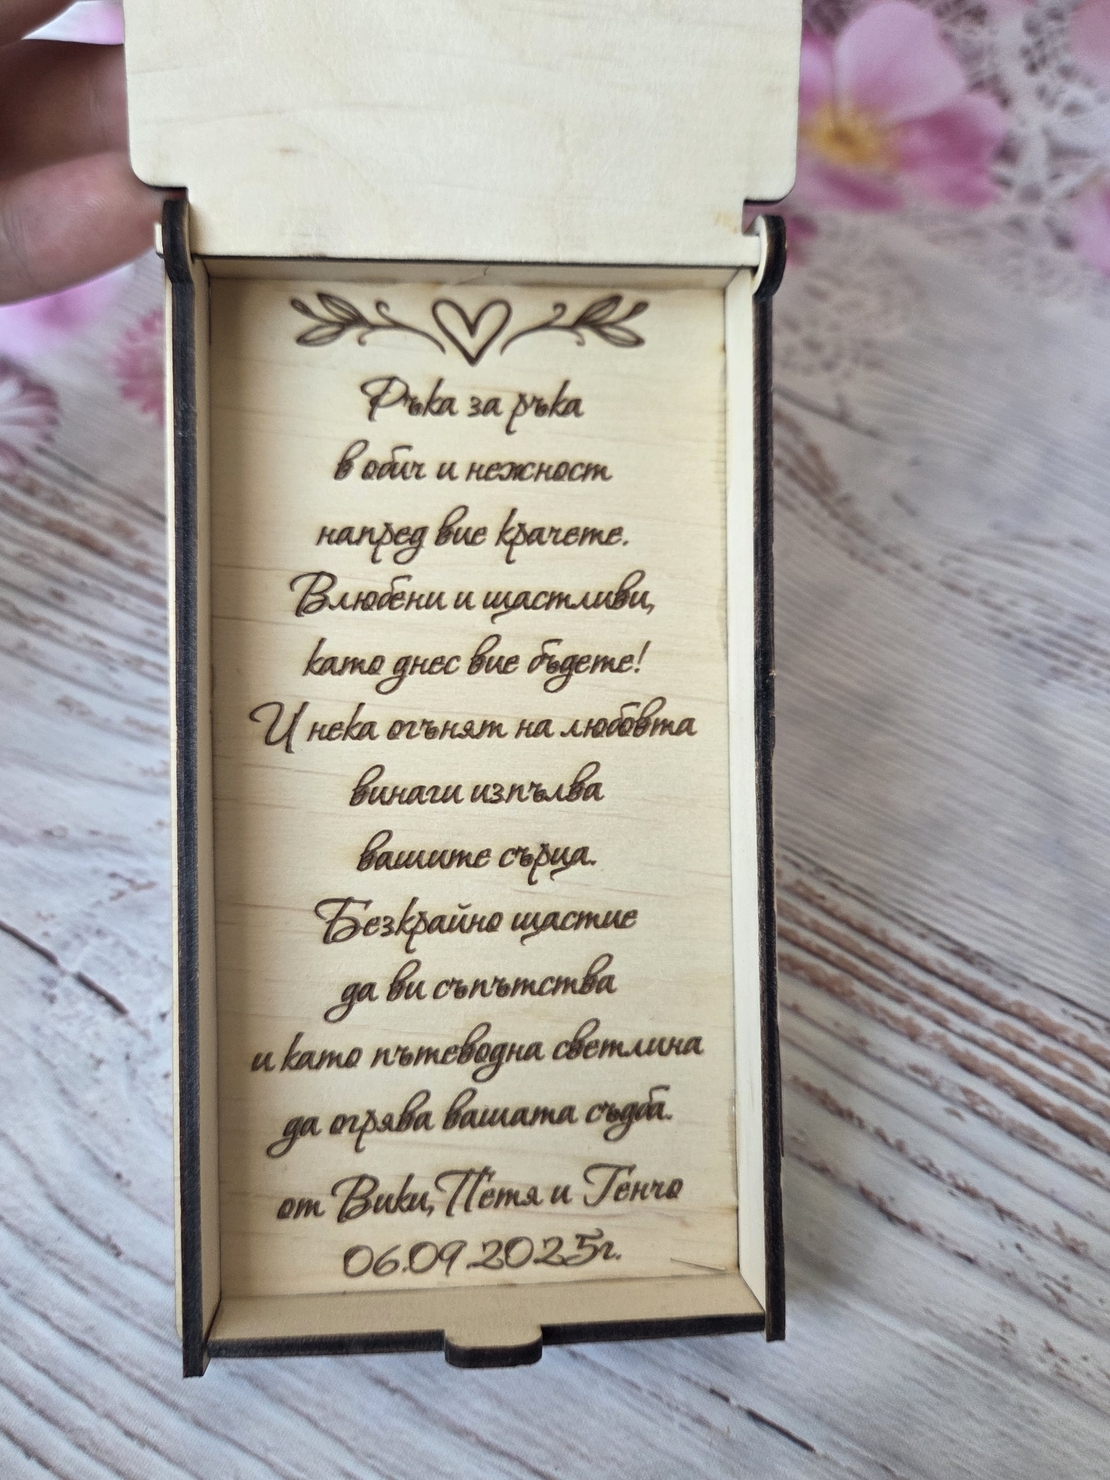 Ръка за ръка
в обич и нежност
напред вие крачете.
Влюбени и щастливи,
като днес вие бъдете!
И нека огънят на любовта
винаги изпълва
вашите сърца.
Безкрайно щастие
да ви съпътства
и като пътеводна светлина
да огрява вашата съдба.
от Вики, Петя и Генчо
06.09.2025г.